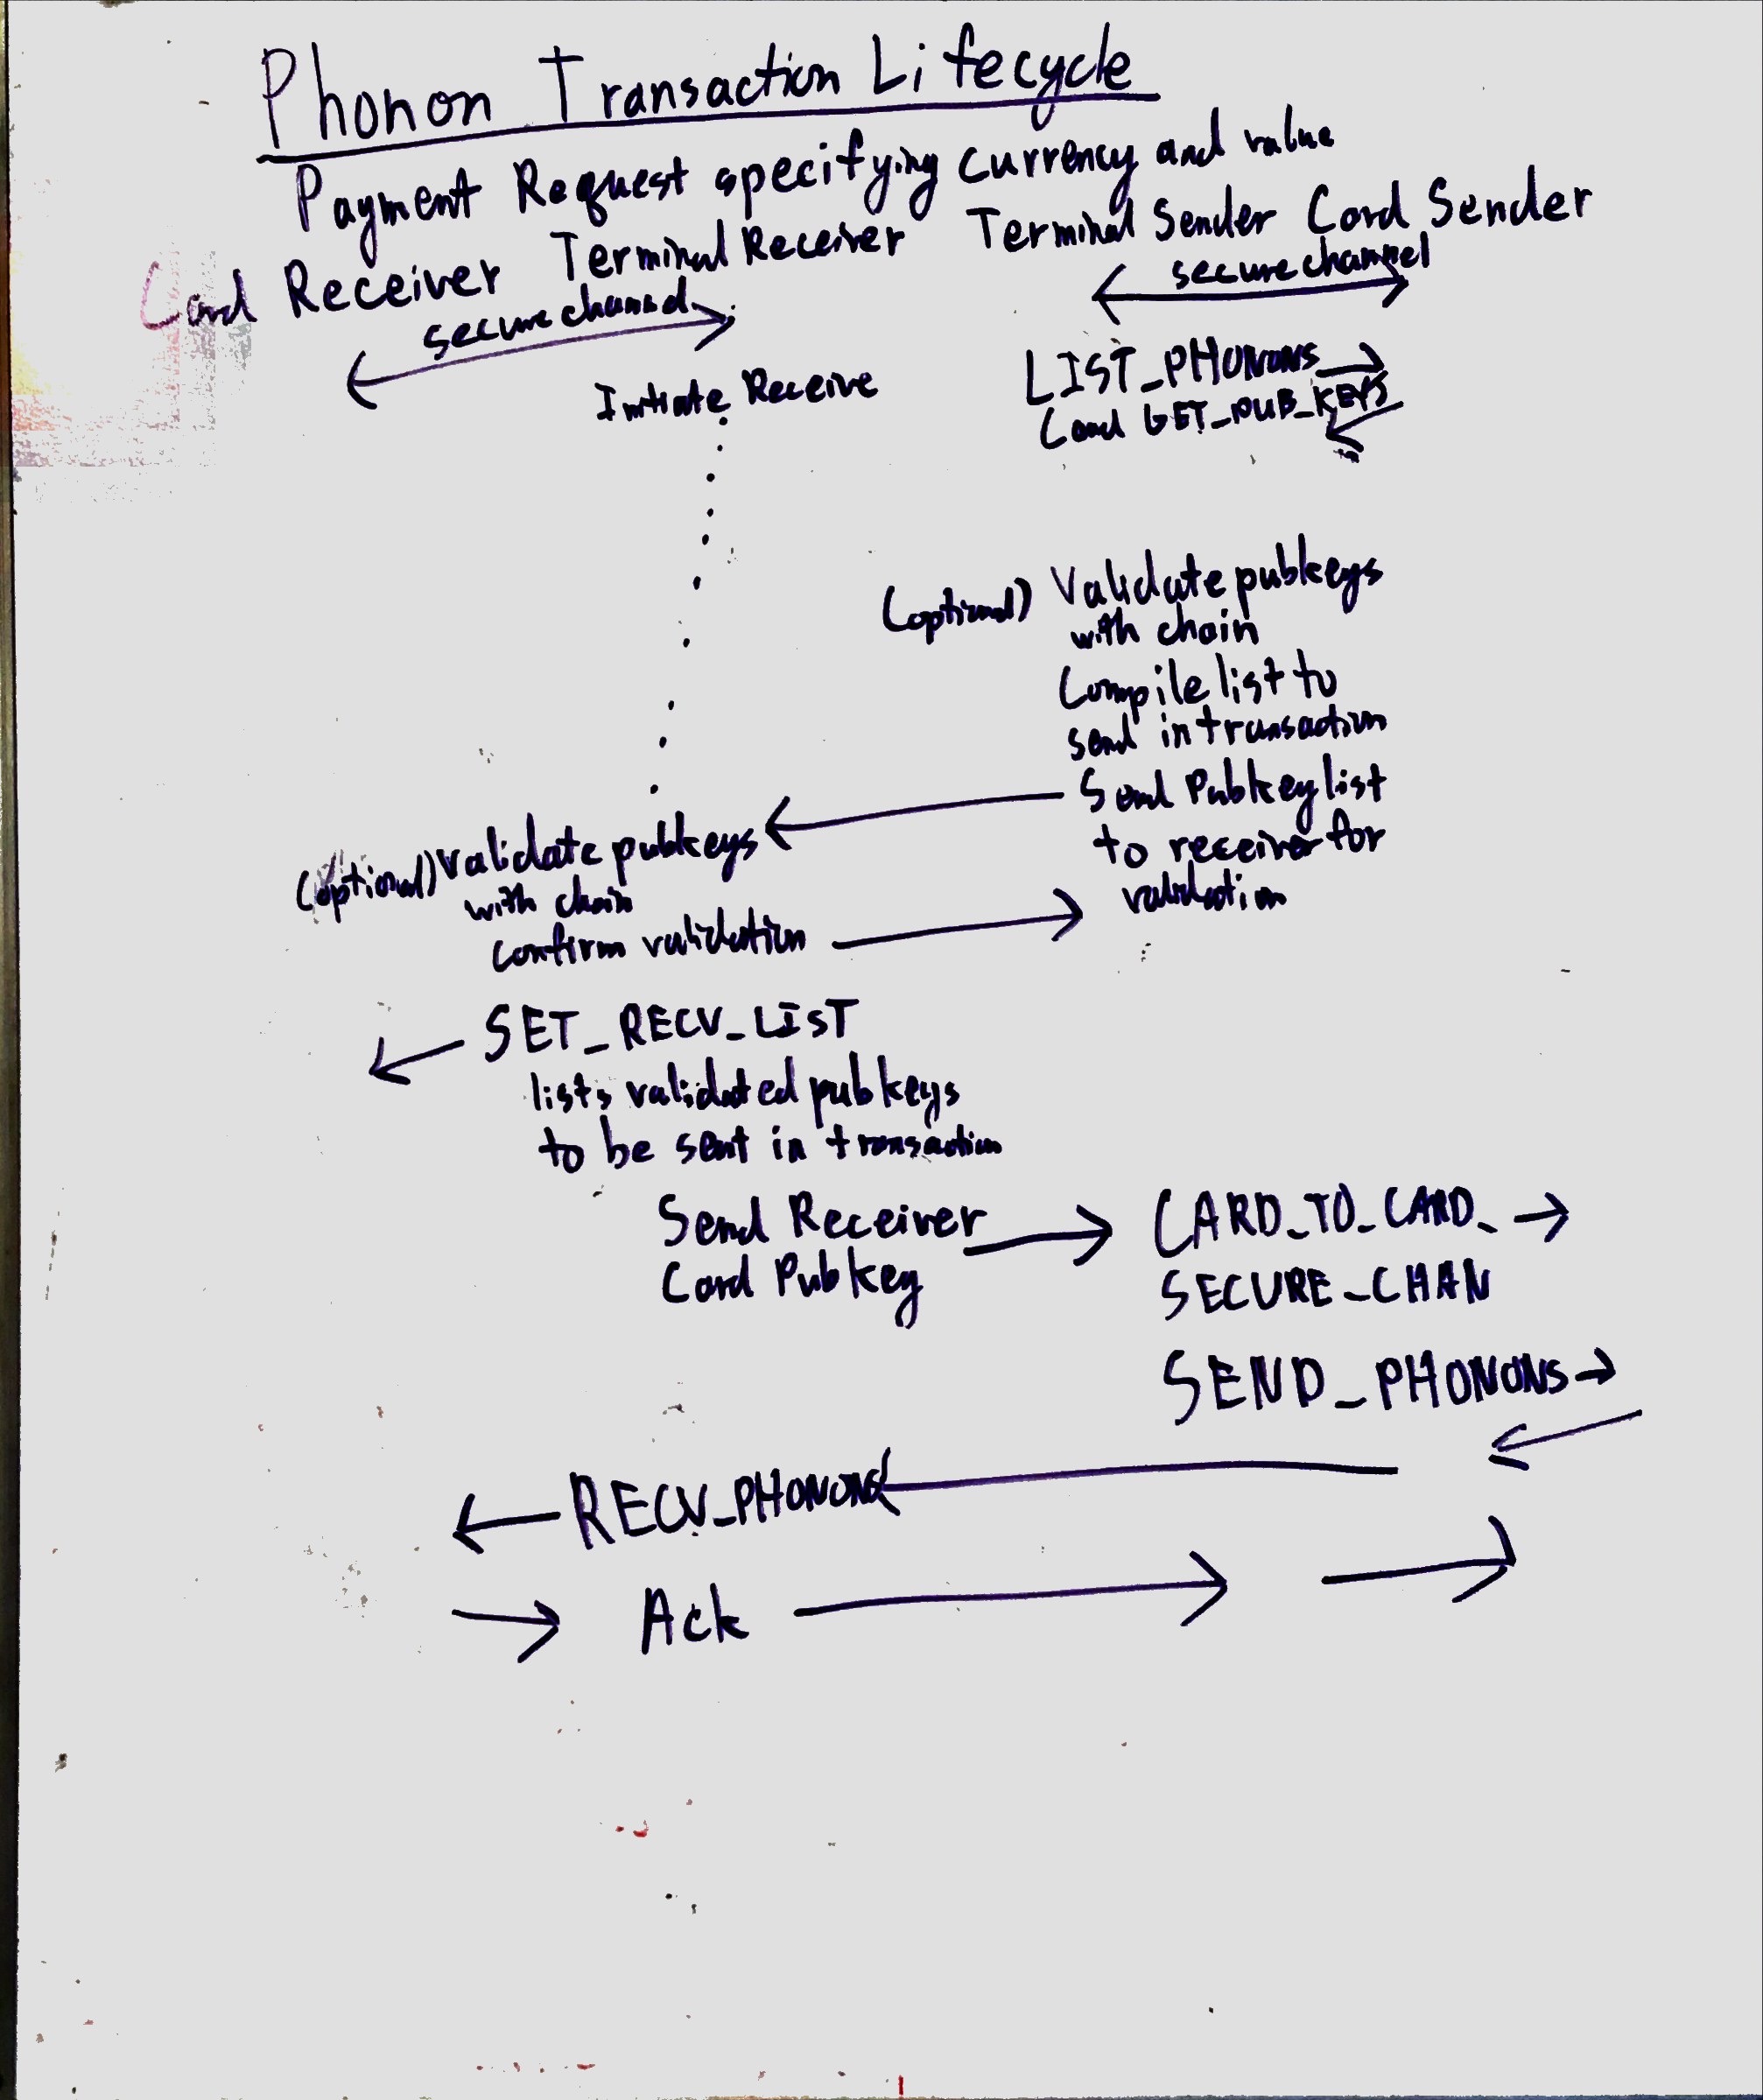 Phonon Transaction Lifecycle
Payment Request specifying currency and value
Card Receiver Terminal Receiver Terminal Sender Card Sender
secure channel
secure channel
Initiate Receive
LIST_PHONONS
GET_PUB_KEYS
(optional) Validate pubkeys
with chain
Compile list to
send in transaction
Send Pubkey list
to receiver for
validation
(optional) validate pubkeys
with chain
confirm validation
SET_RECV_LIST
lists validated pubkeys
to be sent in transaction
Send Receiver
Card Pubkey
CARD_TO_CARD_
SECURE_CHAN
SEND_PHONONS
RECV_PHONONS
Ack